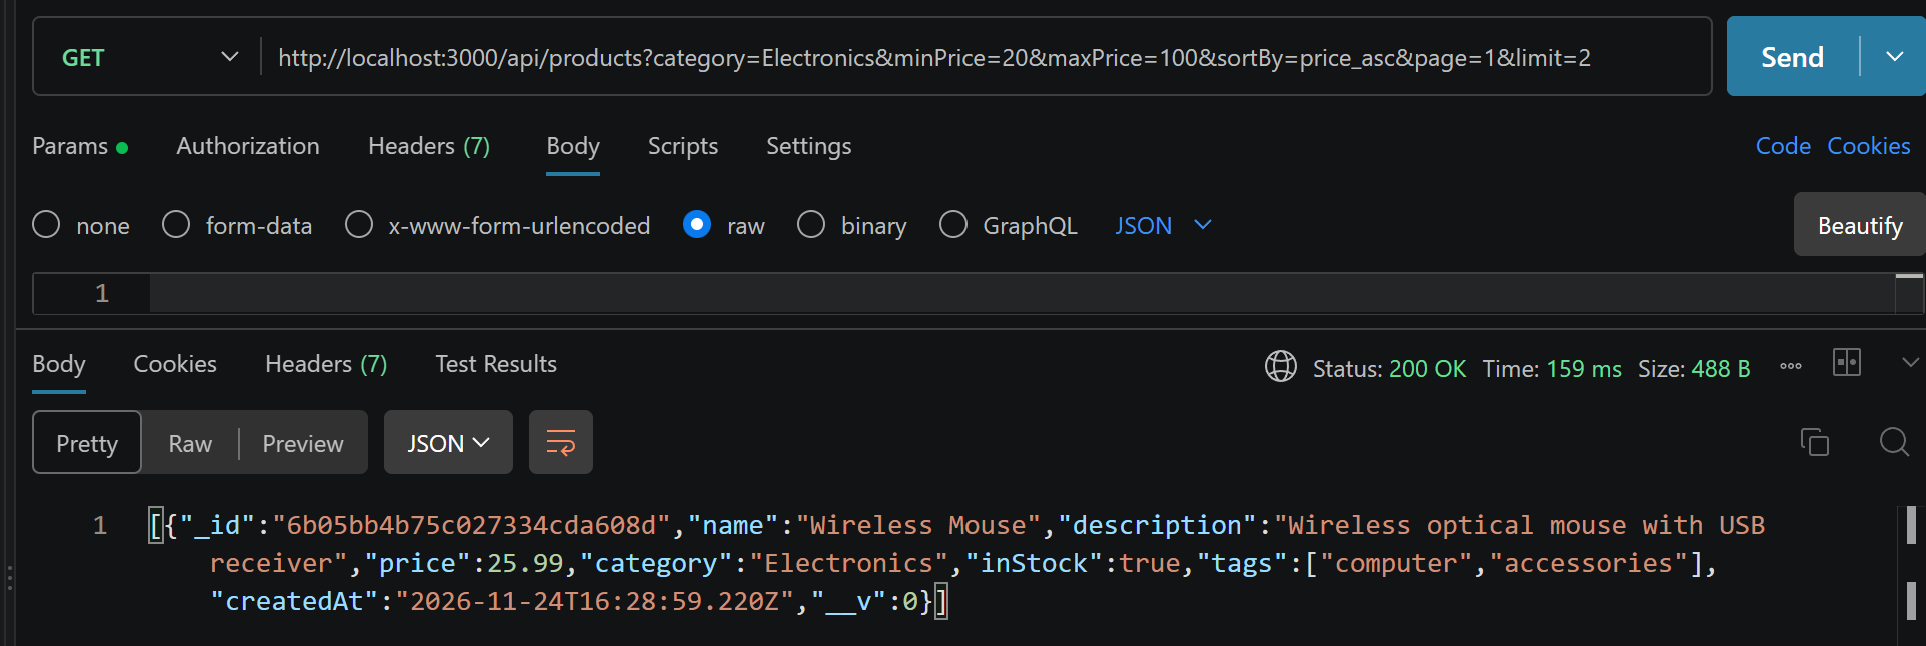 GET http://localhost:3000/api/products?category=Electronics&minPrice=20&maxPrice=100&sortBy=price_asc&page=1&limit=2 Send
Params Authorization Headers (7) Body Scripts Settings Code Cookies
none form-data x-www-form-urlencoded raw binary GraphQL JSON Beautify
1
Body Cookies Headers (7) Test Results Status: 200 OK Time: 159 ms Size: 488 B
Pretty Raw Preview JSON
1 [{"_id":"6b05bb4b75c027334cda608d","name":"Wireless Mouse","description":"Wireless optical mouse with USB
receiver","price":25.99,"category":"Electronics","inStock":true,"tags":["computer","accessories"],
"createdAt":"2026-11-24T16:28:59.220Z","__v":0}]